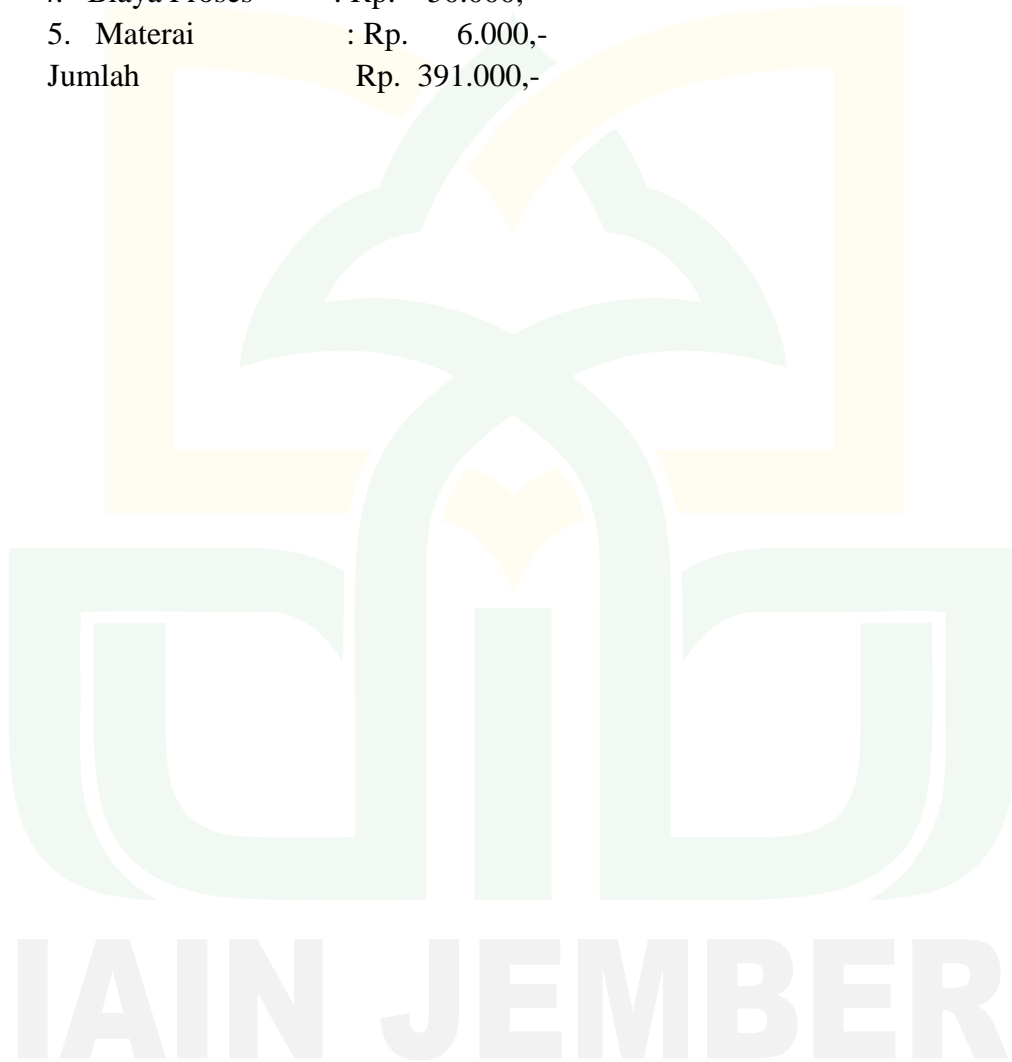 5. Materai : Rp. 6.000,-
Jumlah Rp. 391.000,-
IAIN JEMBER